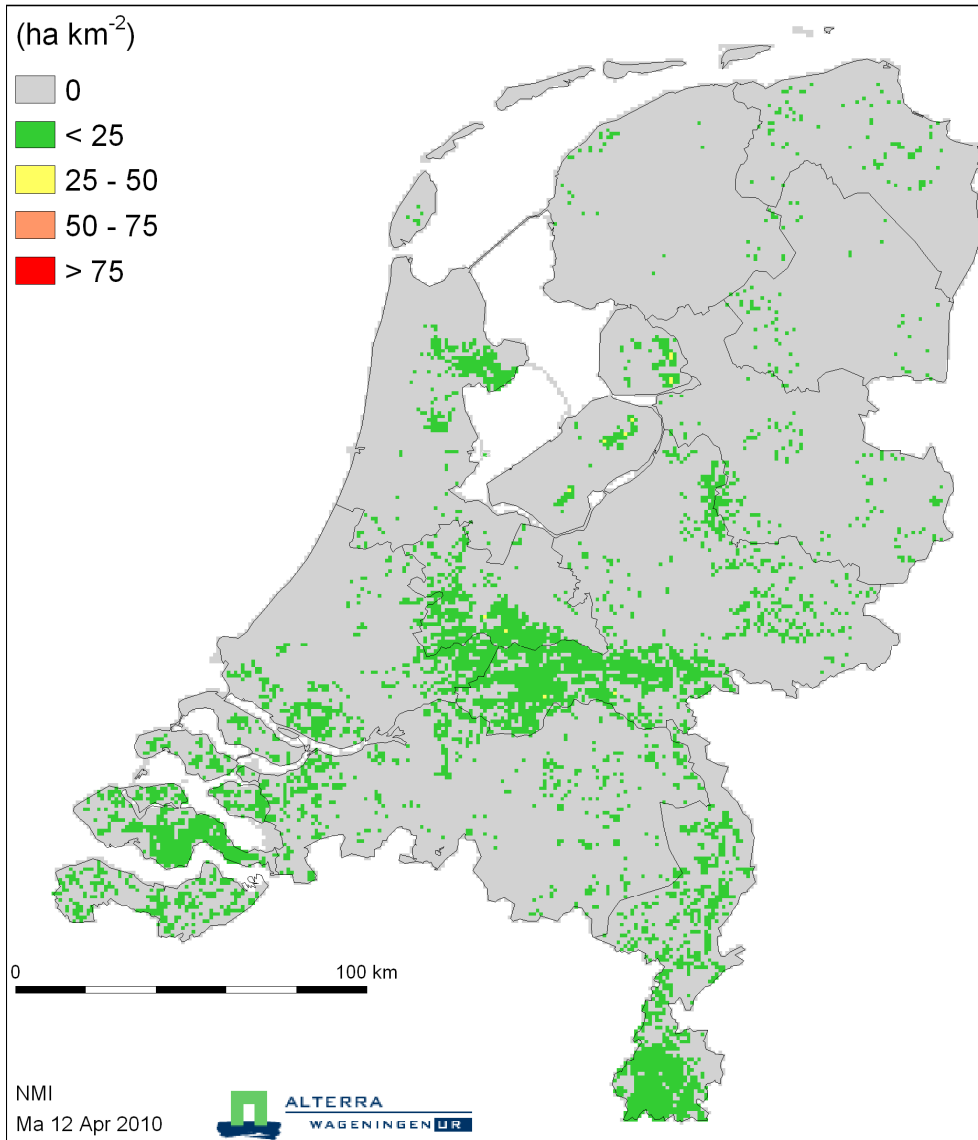 (ha km-2)
0
< 25
25 - 50
50 - 75
> 75
0 100 km
NMI
Ma 12 Apr 2010
ALTERRA
WAGENINGEN UR